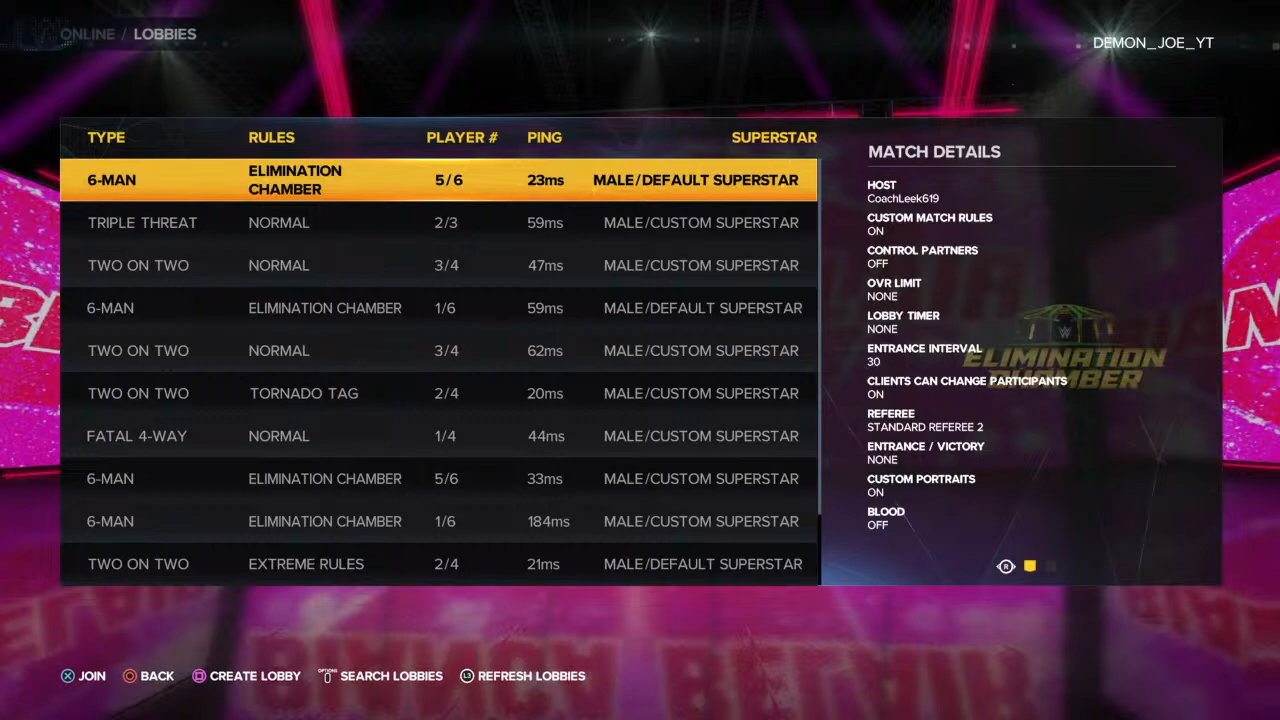 ONLINE / LOBBIES
DEMON_JOE_YT
TYPE RULES PLAYER # PING SUPERSTAR
6-MAN ELIMINATION CHAMBER 5/6 23ms MALE/DEFAULT SUPERSTAR
TRIPLE THREAT NORMAL 2/3 59ms MALE/CUSTOM SUPERSTAR
TWO ON TWO NORMAL 3/4 47ms MALE/CUSTOM SUPERSTAR
6-MAN ELIMINATION CHAMBER 1/6 59ms MALE/DEFAULT SUPERSTAR
TWO ON TWO NORMAL 3/4 62ms MALE/CUSTOM SUPERSTAR
TWO ON TWO TORNADO TAG 2/4 20ms MALE/CUSTOM SUPERSTAR
FATAL 4-WAY NORMAL 1/4 44ms MALE/CUSTOM SUPERSTAR
6-MAN ELIMINATION CHAMBER 5/6 33ms MALE/CUSTOM SUPERSTAR
6-MAN ELIMINATION CHAMBER 1/6 184ms MALE/CUSTOM SUPERSTAR
TWO ON TWO EXTREME RULES 2/4 21ms MALE/DEFAULT SUPERSTAR
MATCH DETAILS
HOST
CoachLeek619
CUSTOM MATCH RULES
ON
CONTROL PARTNERS
OFF
OVR LIMIT
NONE
LOBBY TIMER
NONE
ENTRANCE INTERVAL
30
CLIENTS CAN CHANGE PARTICIPANTS
ON
REFEREE
STANDARD REFEREE 2
ENTRANCE / VICTORY
NONE
CUSTOM PORTRAITS
ON
BLOOD
OFF
ELIMINATION
CHAMBER
R
JOIN BACK CREATE LOBBY OPTIONS SEARCH LOBBIES L3 REFRESH LOBBIES